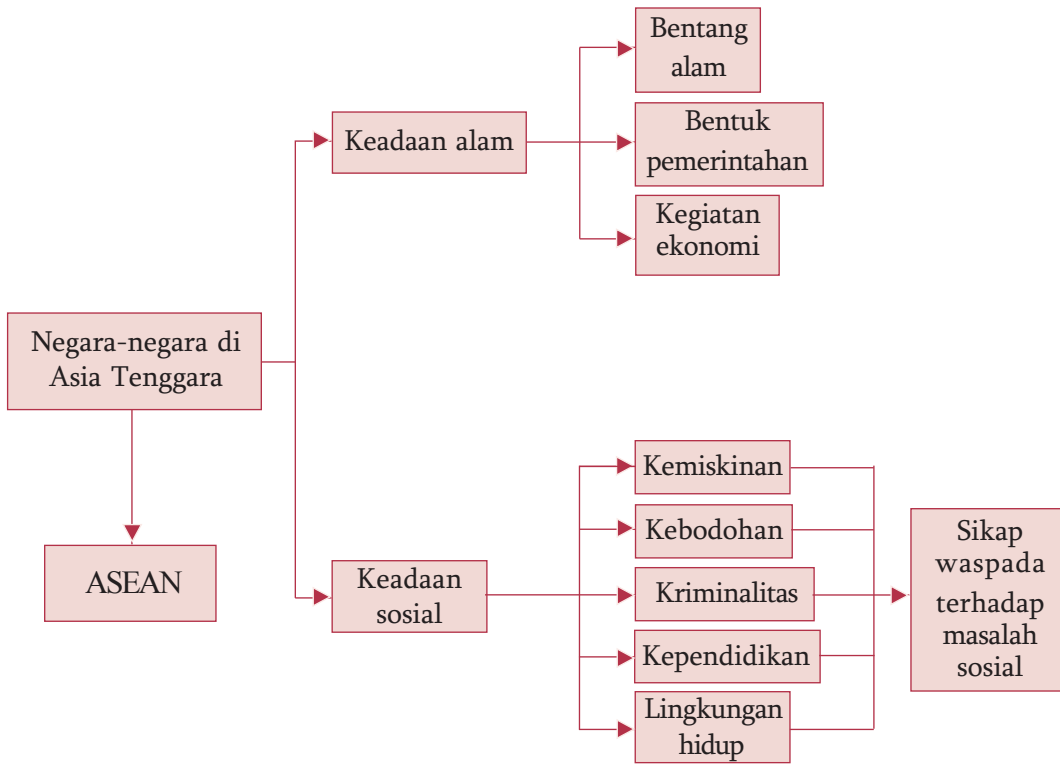 Negara-negara di
Asia Tenggara
ASEAN
Keadaan alam
Bentang
alam
Bentuk
pemerintahan
Kegiatan
ekonomi
Keadaan
sosial
Kemiskinan
Kebodohan
Kriminalitas
Kependidikan
Lingkungan
hidup
Sikap
waspada
terhadap
masalah
sosial